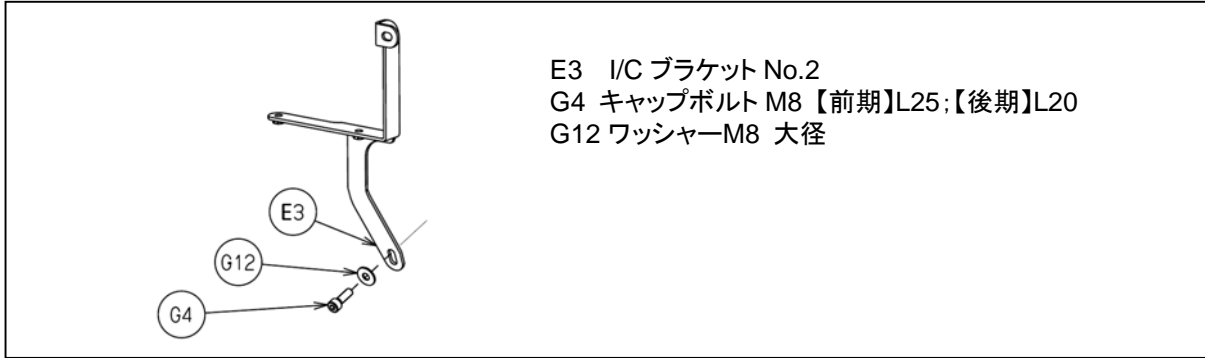 E3 I/C ブラケット No.2
G4 キャップボルト M8 【前期】L25;【後期】L20
G12 ワッシャーM8 大径
E3
G12
G4